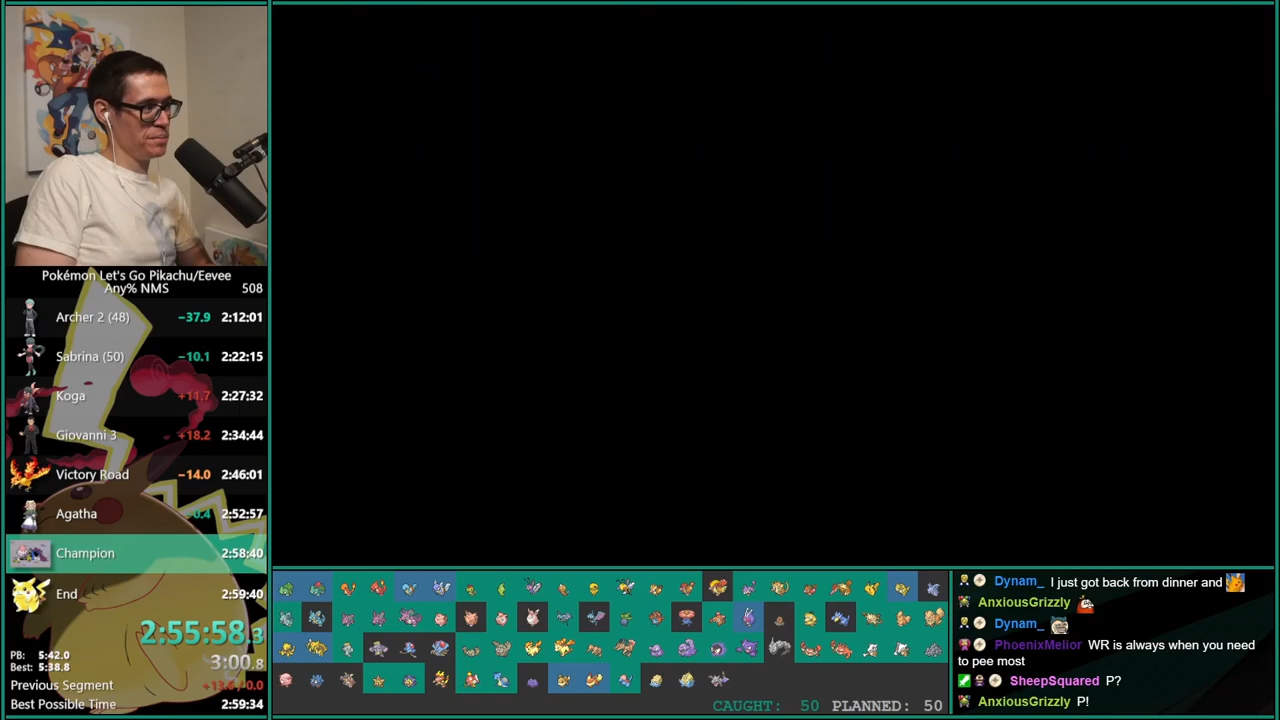 Pokémon Let's Go Pikachu/Eevee
Any% NMS 508
Archer 2 (48) −37.9 2:12:01
Sabrina (50) −10.1 2:22:15
Koga +11.7 2:27:32
Giovanni 3 +18.2 2:34:44
Victory Road −14.0 2:46:01
Agatha −0.4 2:52:57
Champion 2:58:40
End 2:59:40
2:55:58.3
PB: 5:42.0
Best: 5:38.8
3:00.8
Previous Segment +13.6 / 0.0
Best Possible Time 2:59:34
CAUGHT: 50 PLANNED: 50
Dynam_ I just got back from dinner and
AnxiousGrizzly
Dynam_
PhoenixMelior WR is always when you need
to pee most
SheepSquared P?
AnxiousGrizzly P!